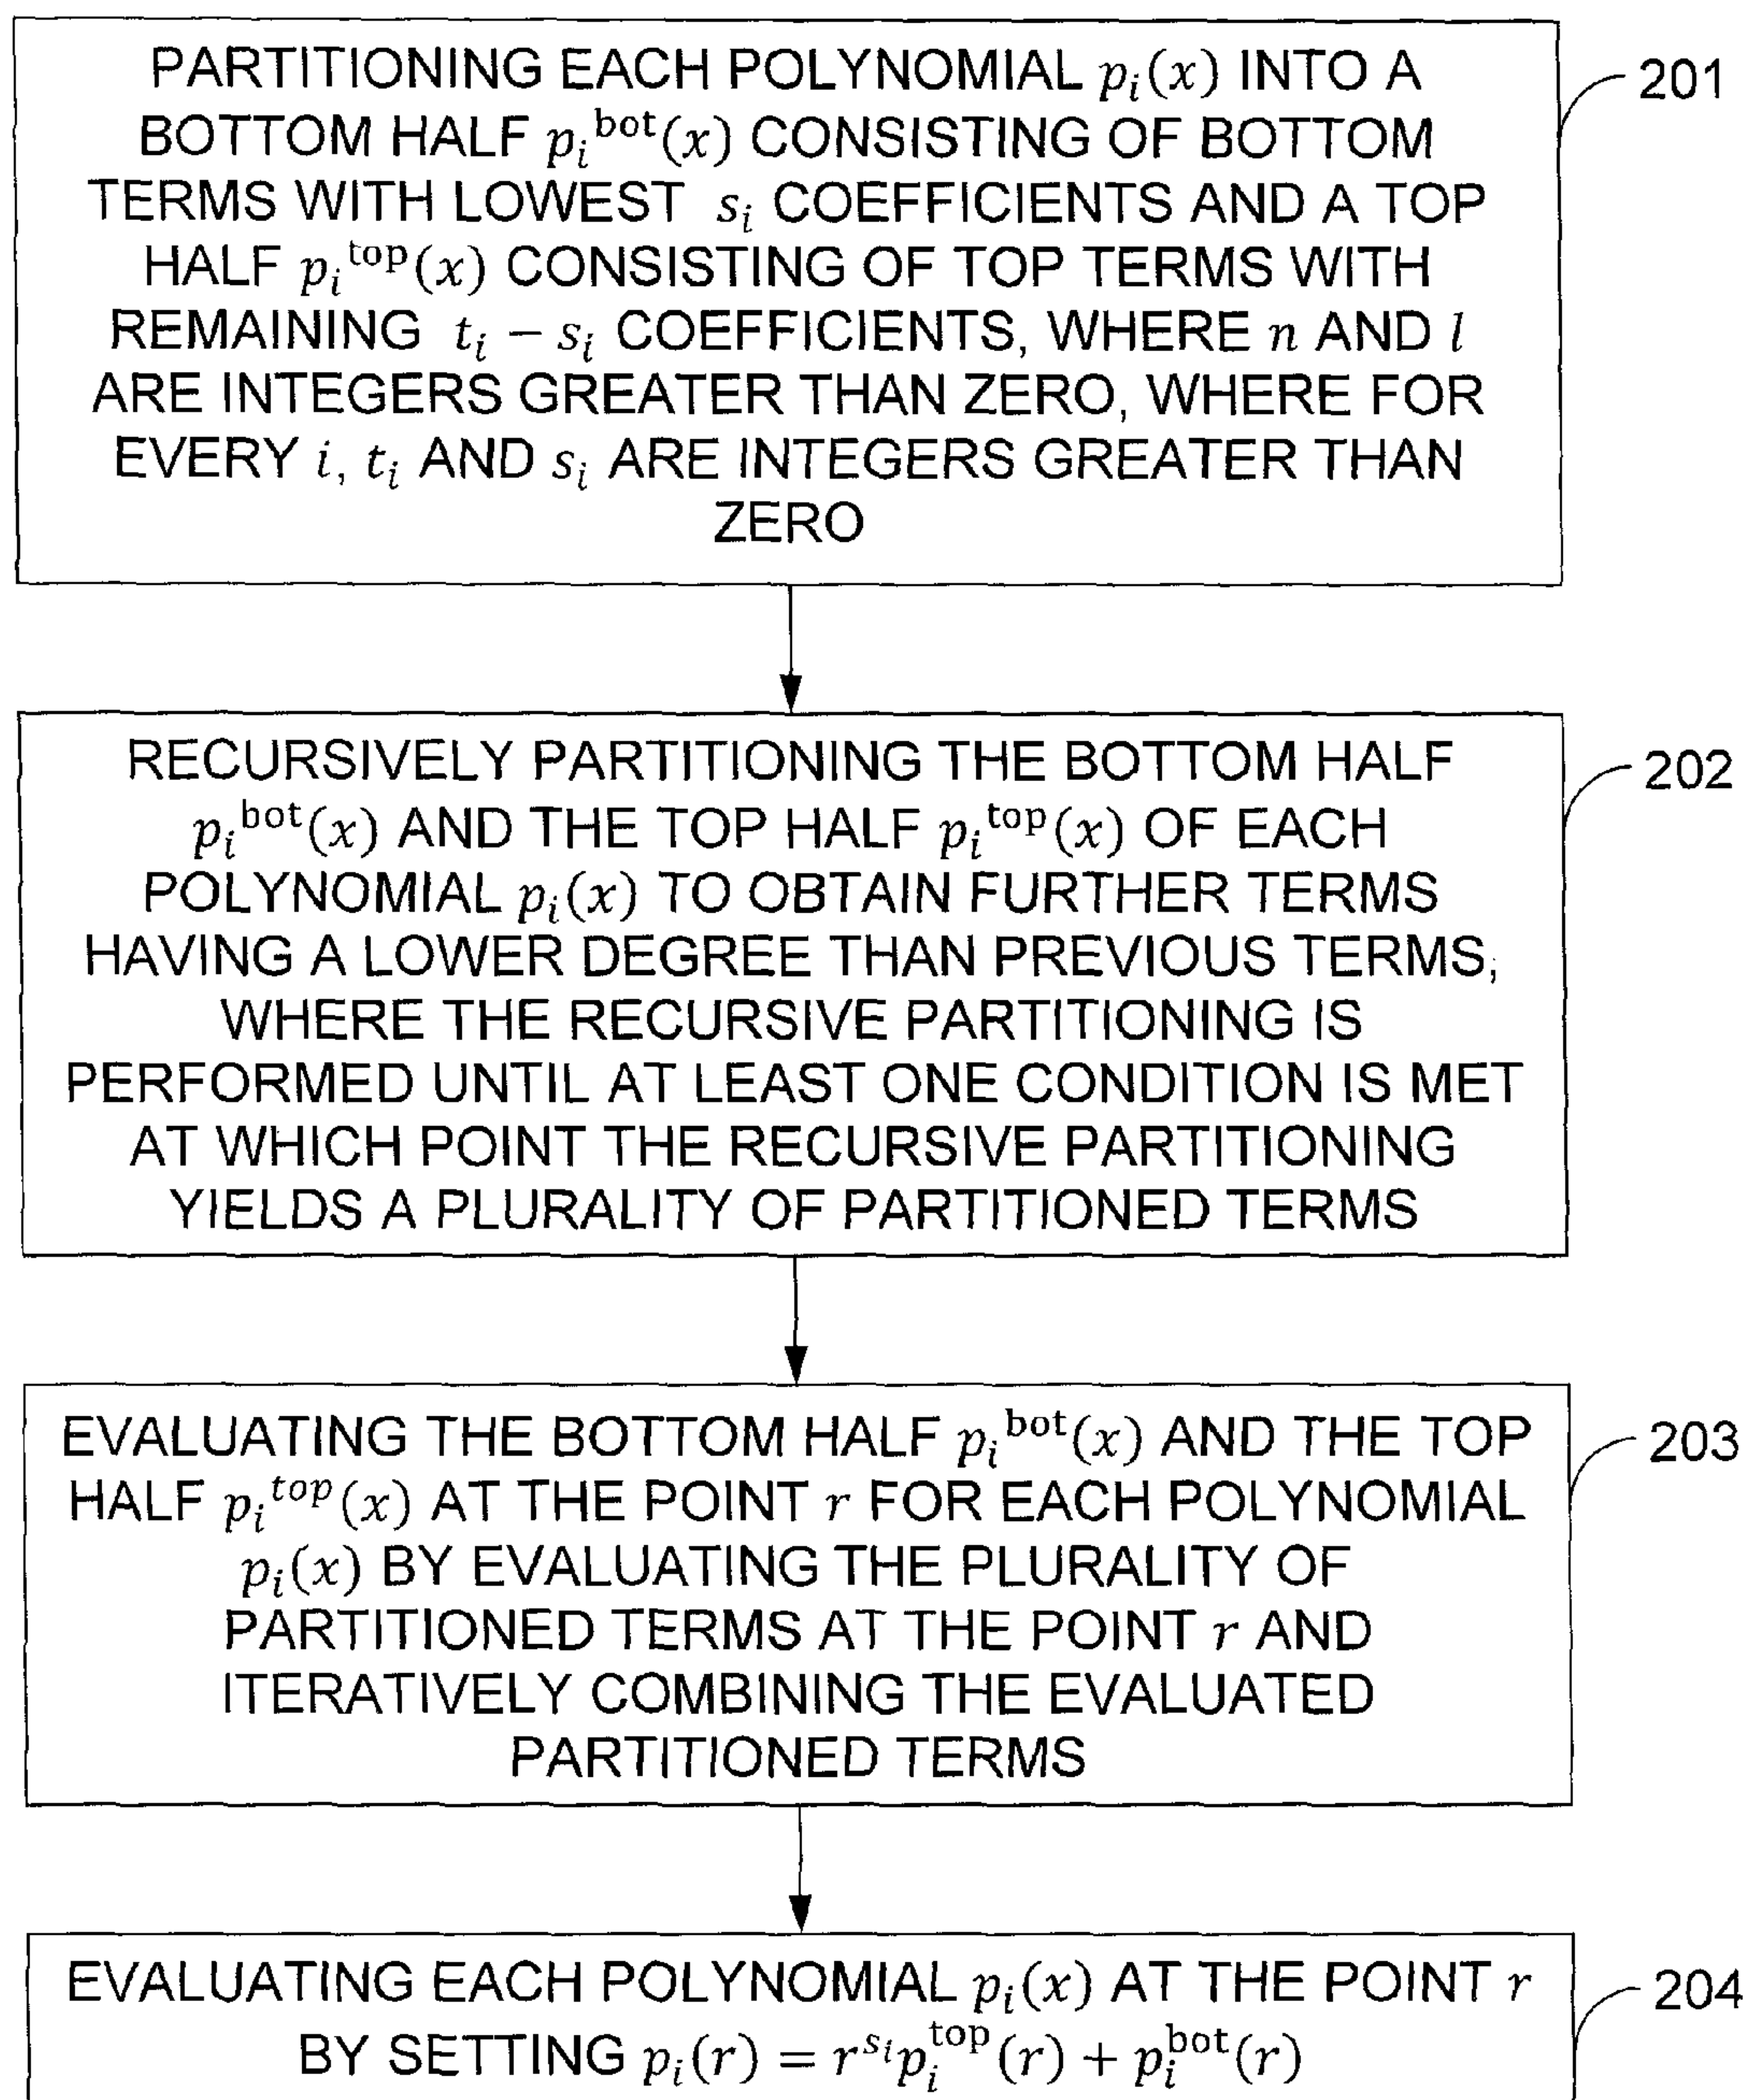 PARTITIONING EACH POLYNOMIAL pᵢ(x) INTO A
BOTTOM HALF pᵢᵇᵒᵗ(x) CONSISTING OF BOTTOM
TERMS WITH LOWEST sᵢ COEFFICIENTS AND A TOP
HALF pᵢᵗᵒᵖ(x) CONSISTING OF TOP TERMS WITH
REMAINING tᵢ − sᵢ COEFFICIENTS, WHERE n AND l
ARE INTEGERS GREATER THAN ZERO, WHERE FOR
EVERY i, tᵢ AND sᵢ ARE INTEGERS GREATER THAN
ZERO
201
RECURSIVELY PARTITIONING THE BOTTOM HALF
pᵢᵇᵒᵗ(x) AND THE TOP HALF pᵢᵗᵒᵖ(x) OF EACH
POLYNOMIAL pᵢ(x) TO OBTAIN FURTHER TERMS
HAVING A LOWER DEGREE THAN PREVIOUS TERMS,
WHERE THE RECURSIVE PARTITIONING IS
PERFORMED UNTIL AT LEAST ONE CONDITION IS MET
AT WHICH POINT THE RECURSIVE PARTITIONING
YIELDS A PLURALITY OF PARTITIONED TERMS
202
EVALUATING THE BOTTOM HALF pᵢᵇᵒᵗ(x) AND THE TOP
HALF pᵢᵗᵒᵖ(x) AT THE POINT r FOR EACH POLYNOMIAL
pᵢ(x) BY EVALUATING THE PLURALITY OF
PARTITIONED TERMS AT THE POINT r AND
ITERATIVELY COMBINING THE EVALUATED
PARTITIONED TERMS
203
EVALUATING EACH POLYNOMIAL pᵢ(x) AT THE POINT r
BY SETTING pᵢ(r) = rˢⁱpᵢᵗᵒᵖ(r) + pᵢᵇᵒᵗ(r)
204